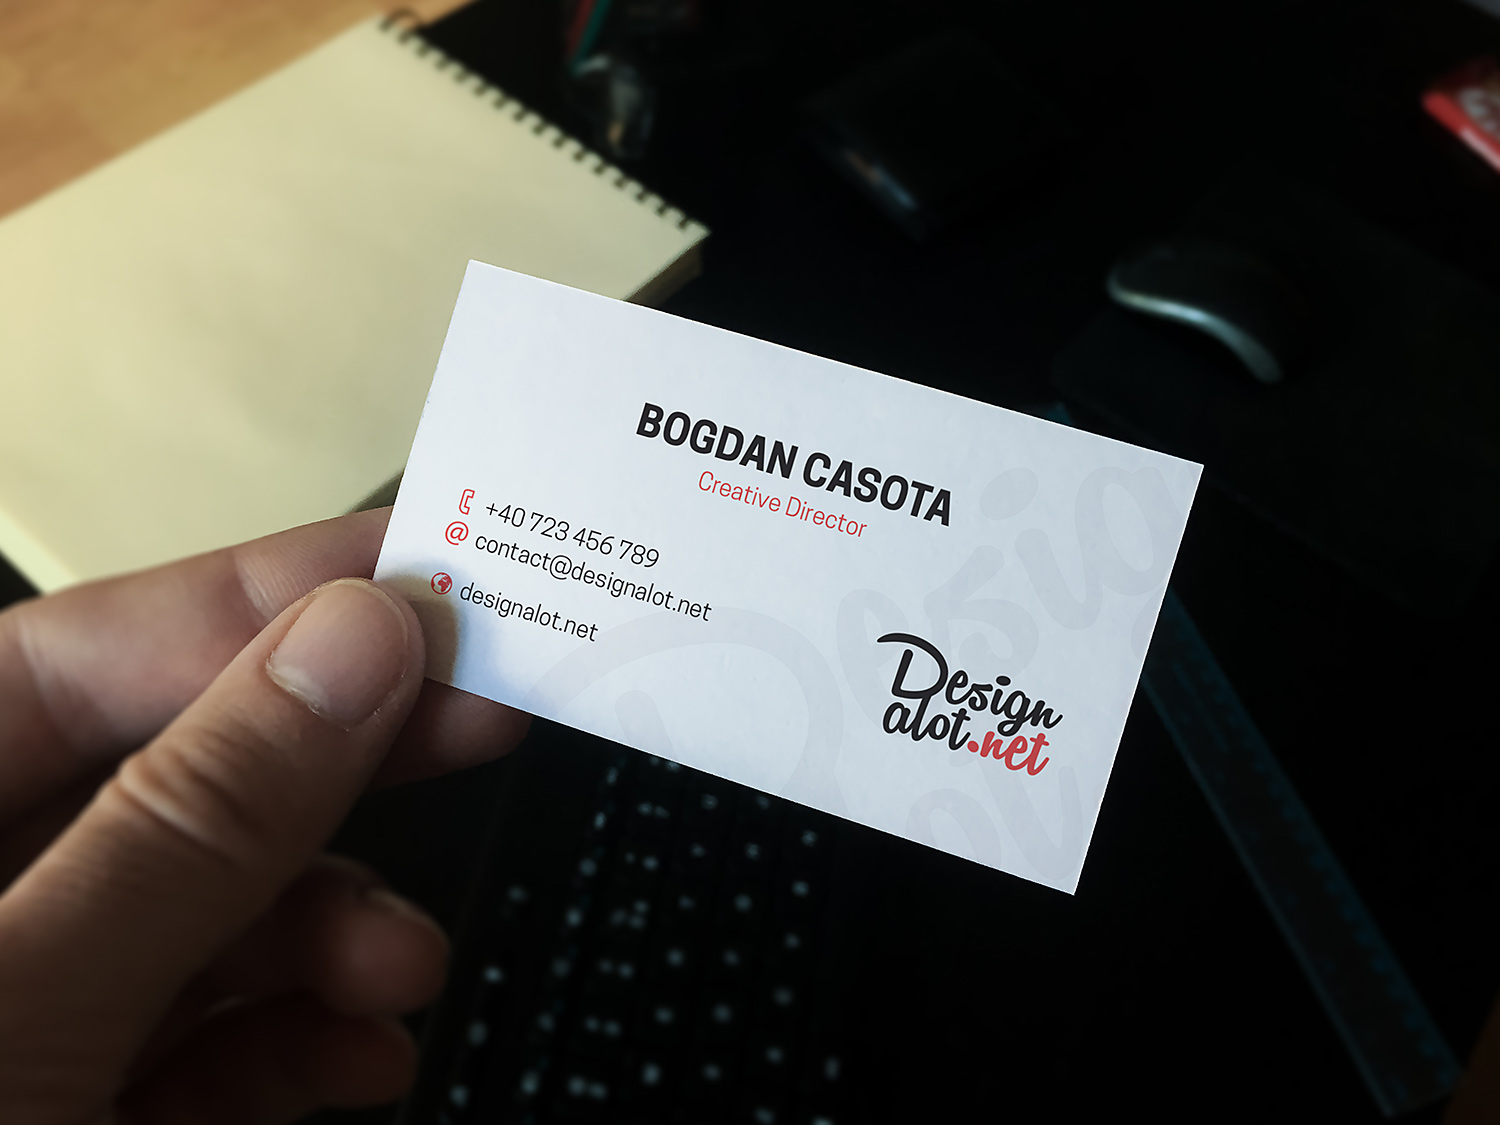 BOGDAN CASOTA
Creative Director
+40 723 456 789
contact@designalot.net
designalot.net
Design
alot.net